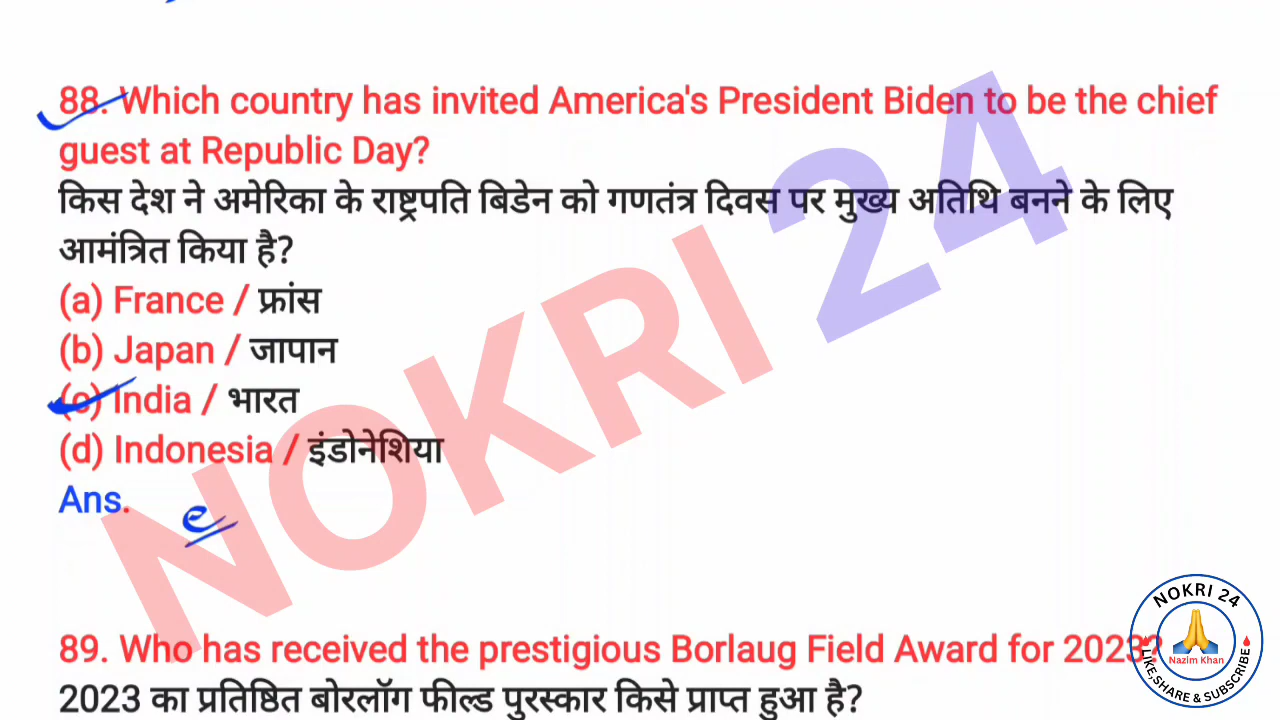 88. Which country has invited America's President Biden to be the chief
guest at Republic Day?
किस देश ने अमेरिका के राष्ट्रपति बिडेन को गणतंत्र दिवस पर मुख्य अतिथि बनने के लिए
आमंत्रित किया है?
(a) France / फ्रांस
(b) Japan / जापान
(c) India / भारत
(d) Indonesia / इंडोनेशिया
Ans.
NOKRI 24
89. Who has received the prestigious Borlaug Field Award for 2023?
2023 का प्रतिष्ठित बोरलॉग फील्ड पुरस्कार किसे प्राप्त हुआ है?
NOKRI 24
Nazim Khan
LIKE,SHARE & SUBSCRIBE